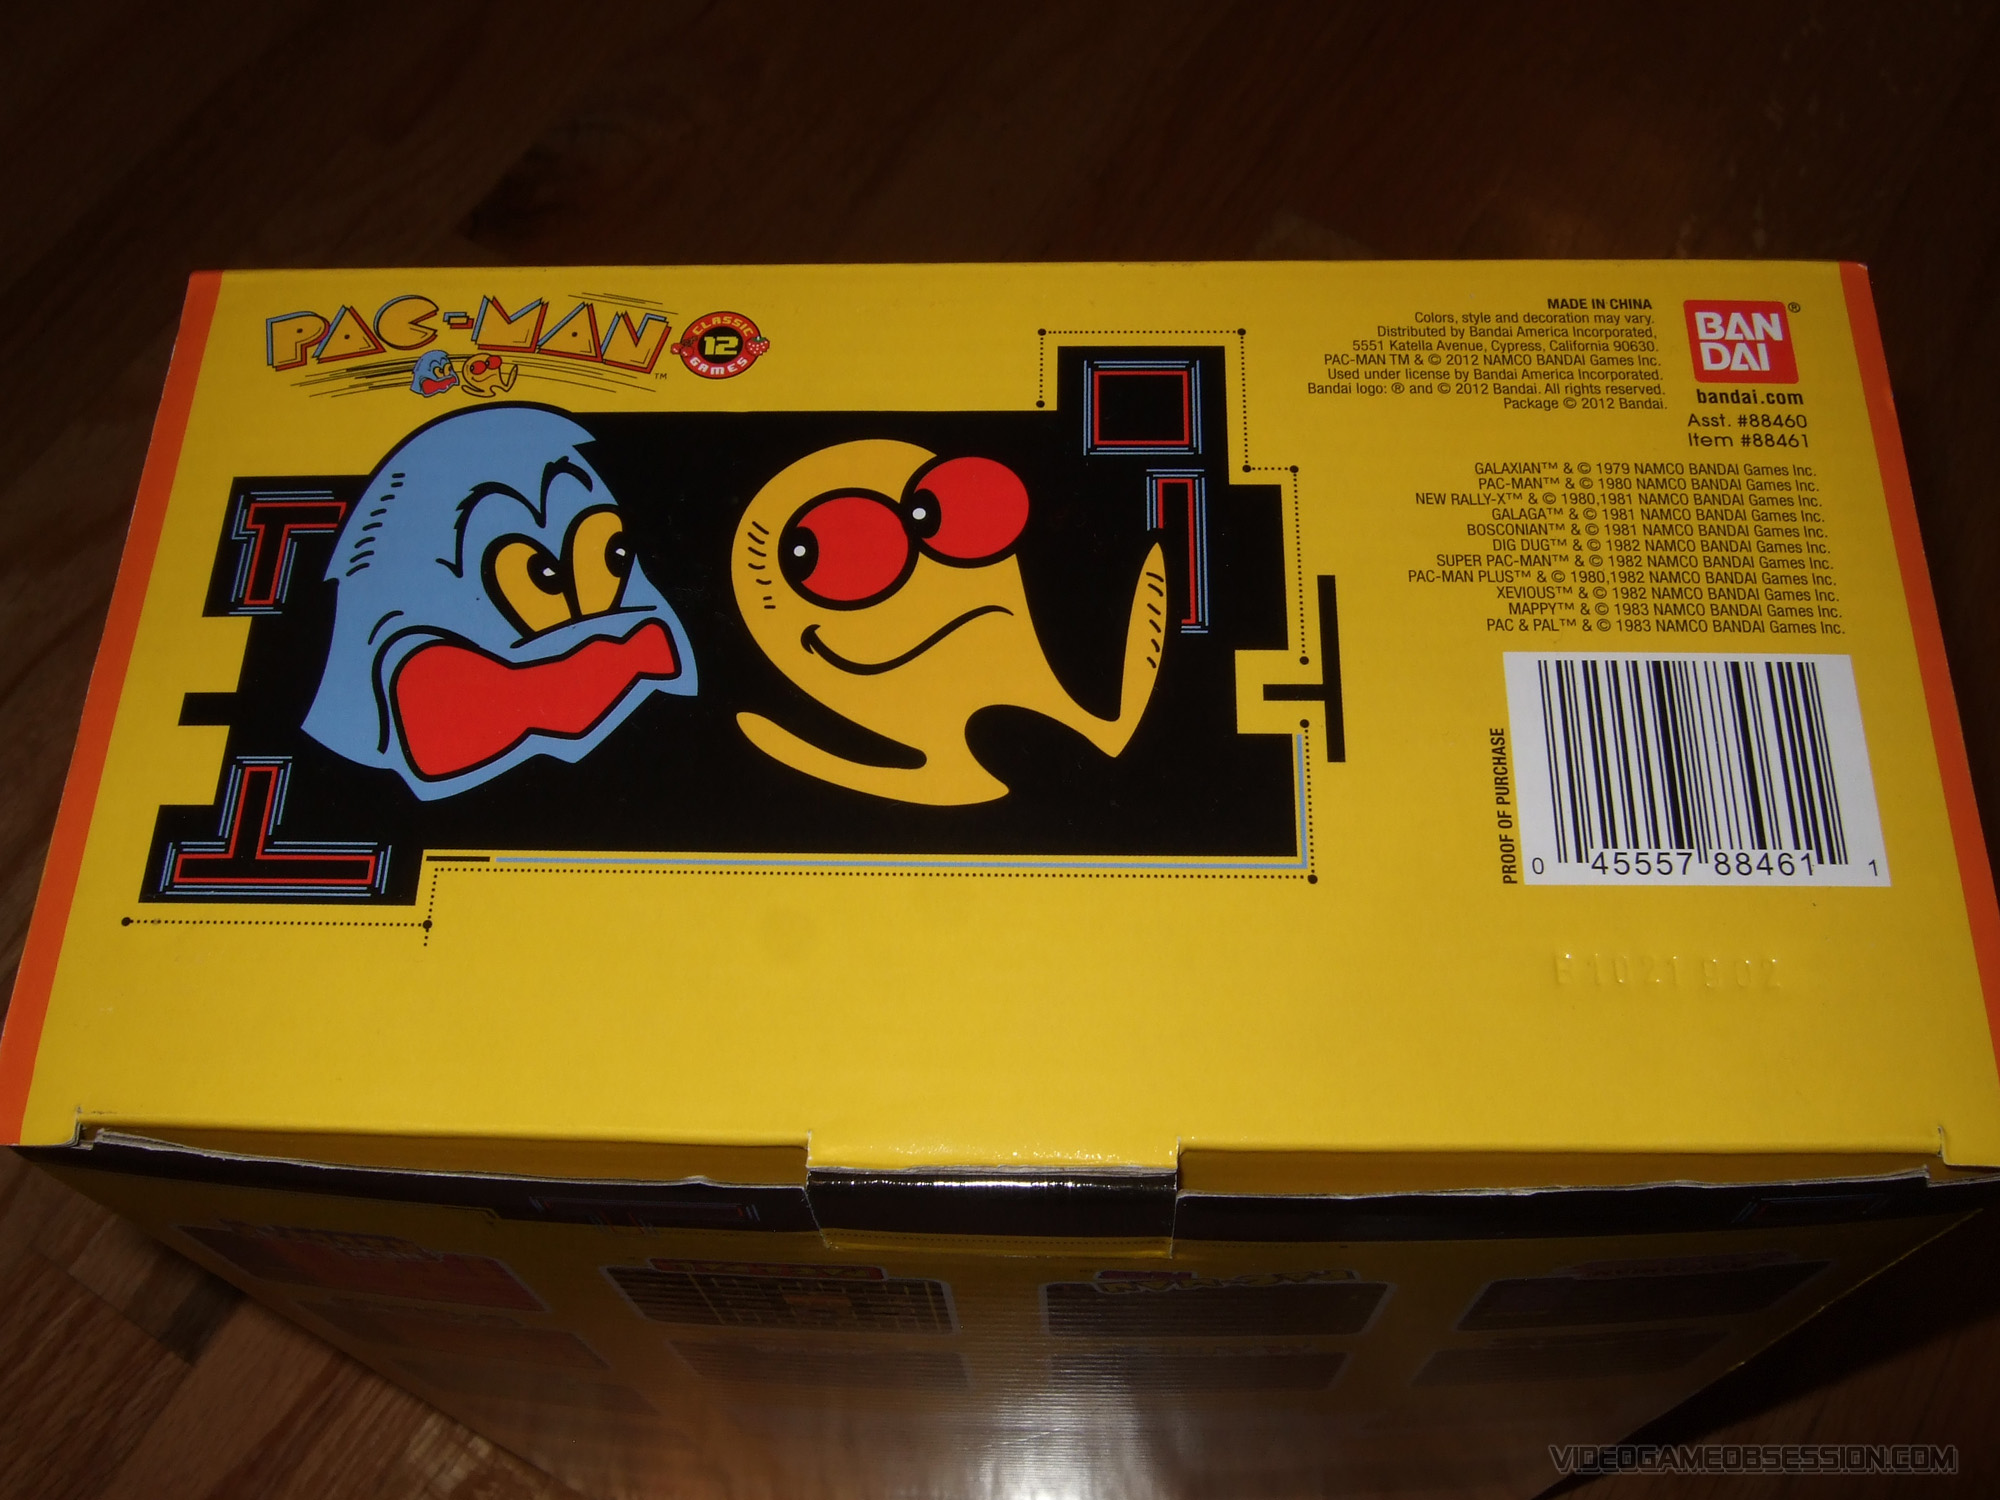 PAC-MAN
TM
CLASSIC
12
GAMES
MADE IN CHINA
Colors, style and decoration may vary.
Distributed by Bandai America Incorporated,
5551 Katella Avenue, Cypress, California 90630.
PAC-MAN TM & © 2012 NAMCO BANDAI Games Inc.
Used under license by Bandai America Incorporated.
Bandai logo: ® and © 2012 Bandai. All rights reserved.
Package © 2012 Bandai.
BAN
DAI
®
bandai.com
Asst. #88460
Item #88461
GALAXIAN™ & © 1979 NAMCO BANDAI Games Inc.
PAC-MAN™ & © 1980 NAMCO BANDAI Games Inc.
NEW RALLY-X™ & © 1980,1981 NAMCO BANDAI Games Inc.
GALAGA™ & © 1981 NAMCO BANDAI Games Inc.
BOSCONIAN™ & © 1981 NAMCO BANDAI Games Inc.
DIG DUG™ & © 1982 NAMCO BANDAI Games Inc.
SUPER PAC-MAN™ & © 1982 NAMCO BANDAI Games Inc.
PAC-MAN PLUS™ & © 1980,1982 NAMCO BANDAI Games Inc.
XEVIOUS™ & © 1982 NAMCO BANDAI Games Inc.
MAPPY™ & © 1983 NAMCO BANDAI Games Inc.
PAC & PAL™ & © 1983 NAMCO BANDAI Games Inc.
PROOF OF PURCHASE
0 45557 88461 1
VIDEOGAMEOBSESSION.COM